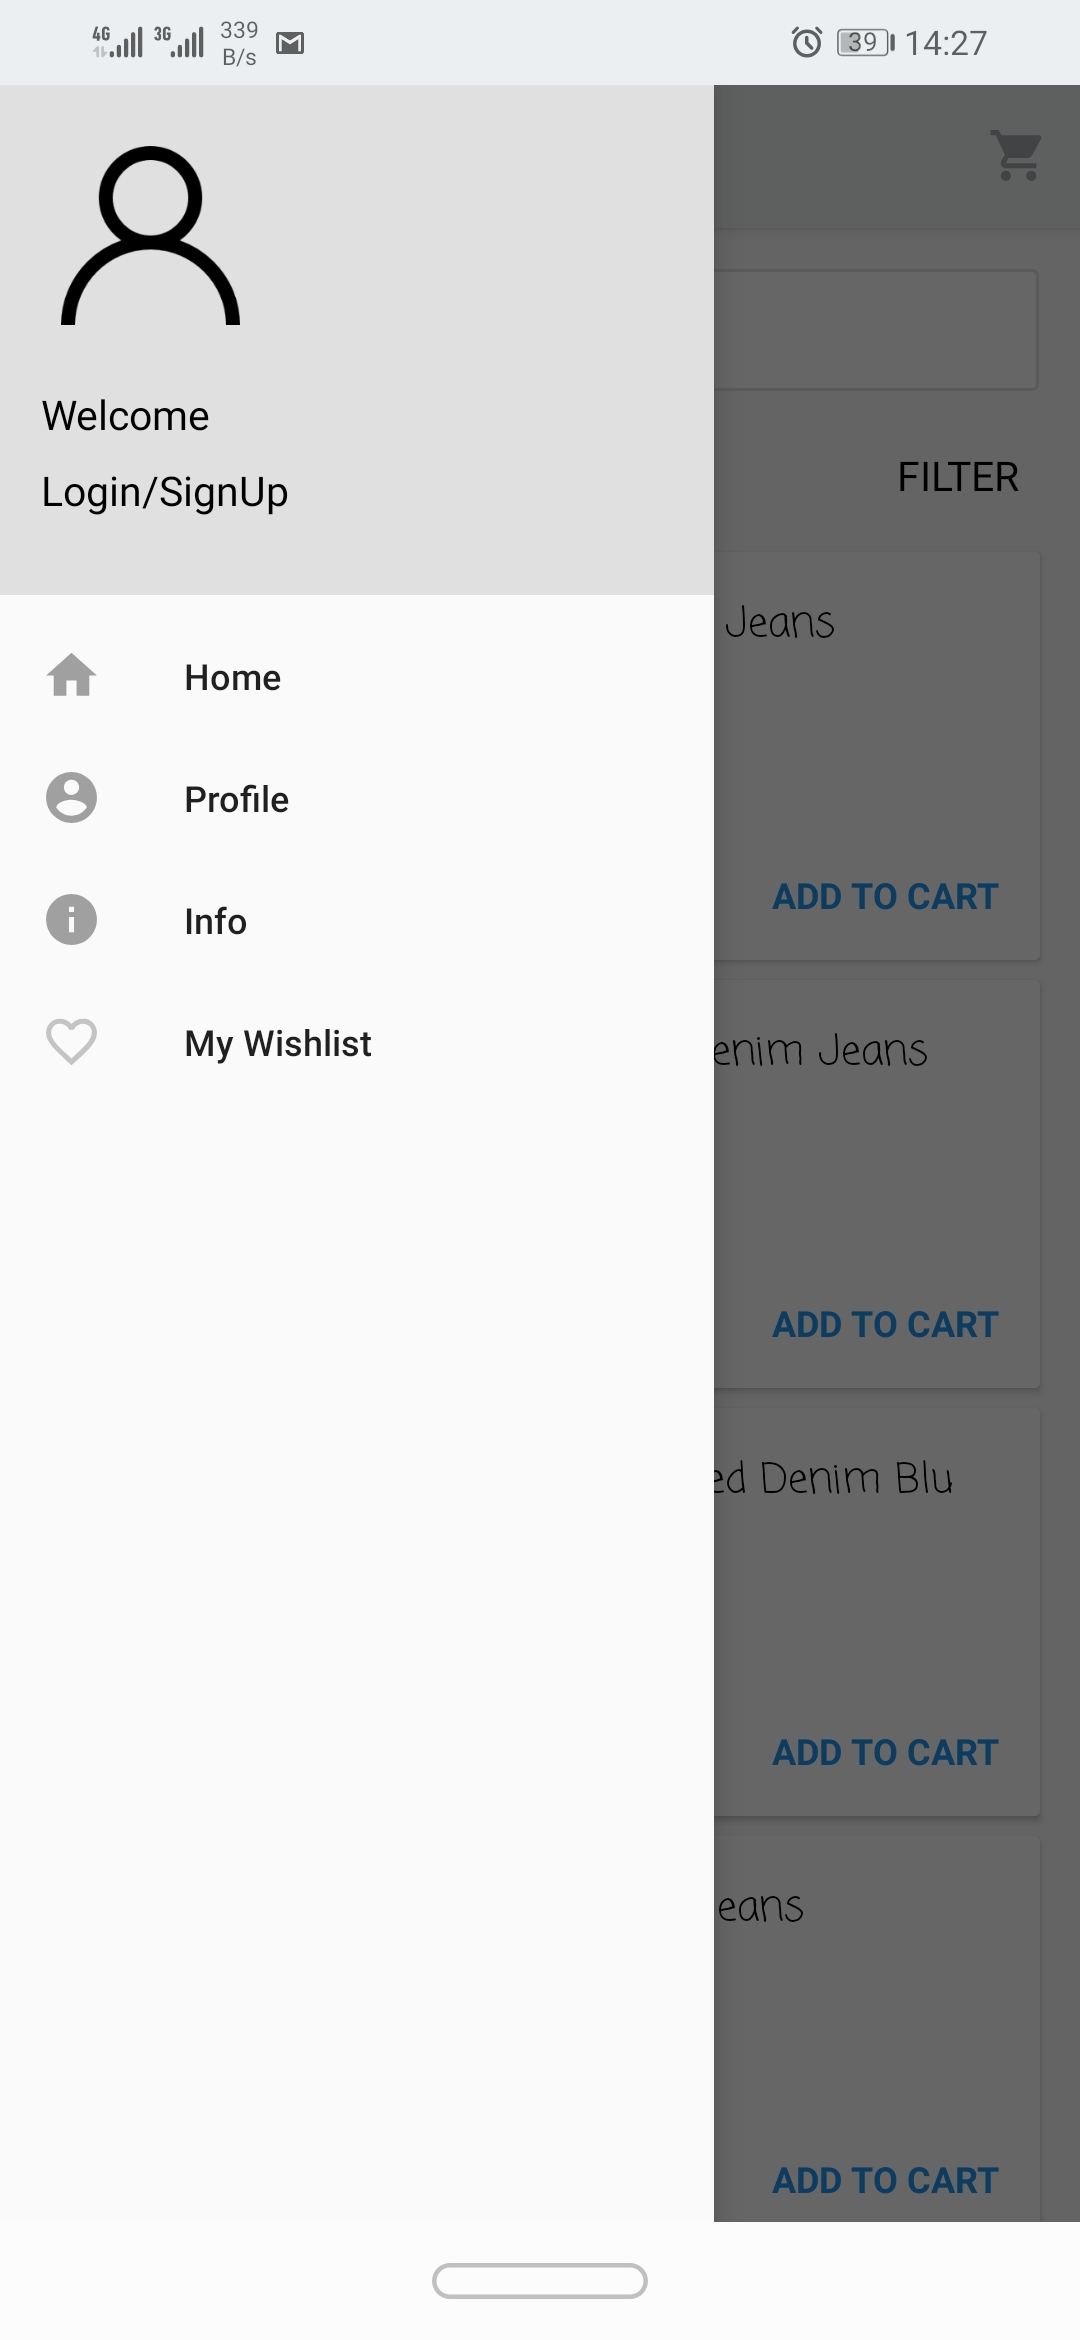 4G 3G 339 B/s 39 14:27
Welcome
Login/SignUp
FILTER
Home
Jeans
Profile
ADD TO CART
Info
My Wishlist
enim Jeans
ADD TO CART
ed Denim Blu
ADD TO CART
eans
ADD TO CART